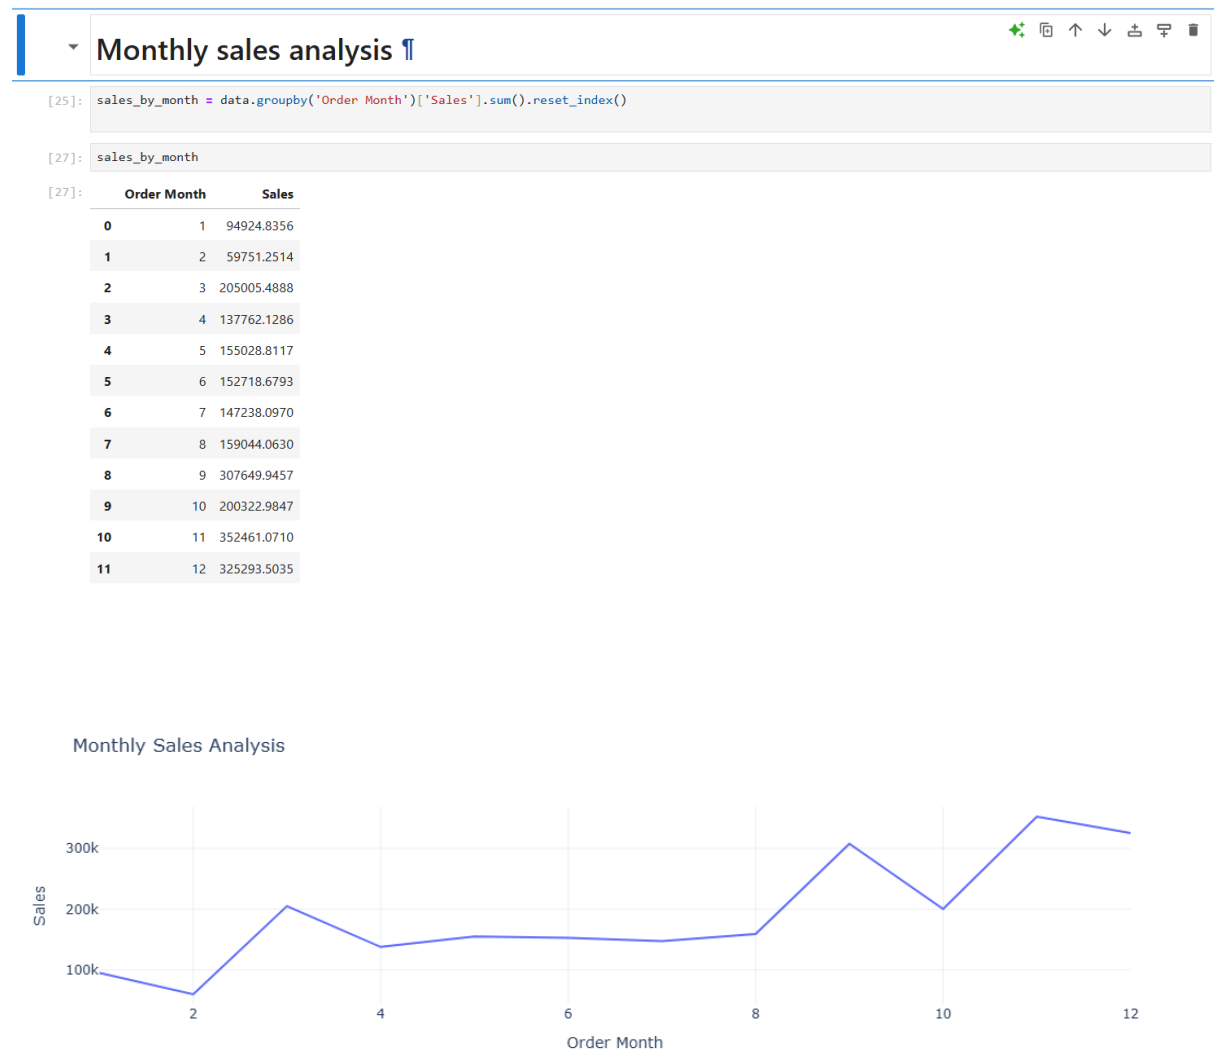 Monthly sales analysis ¶
[25]: sales_by_month = data.groupby('Order Month')['Sales'].sum().reset_index()
[27]: sales_by_month
[27]: Order Month Sales
0 1 94924.8356
1 2 59751.2514
2 3 205005.4888
3 4 137762.1286
4 5 155028.8117
5 6 152718.6793
6 7 147238.0970
7 8 159044.0630
8 9 307649.9457
9 10 200322.9847
10 11 352461.0710
11 12 325293.5035
Monthly Sales Analysis
300k
200k
100k
Sales
2 4 6 8 10 12
Order Month